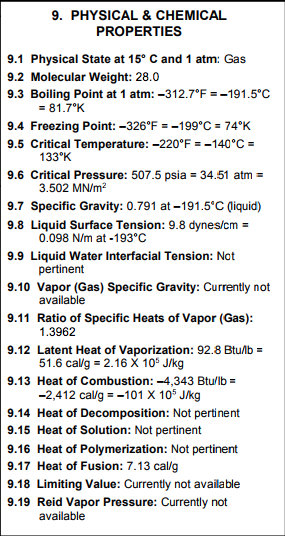 9. PHYSICAL & CHEMICAL
PROPERTIES
9.1 Physical State at 15° C and 1 atm: Gas
9.2 Molecular Weight: 28.0
9.3 Boiling Point at 1 atm: –312.7°F = –191.5°C
= 81.7°K
9.4 Freezing Point: –326°F = –199°C = 74°K
9.5 Critical Temperature: –220°F = –140°C =
133°K
9.6 Critical Pressure: 507.5 psia = 34.51 atm =
3.502 MN/m²
9.7 Specific Gravity: 0.791 at –191.5°C (liquid)
9.8 Liquid Surface Tension: 9.8 dynes/cm =
0.098 N/m at -193°C
9.9 Liquid Water Interfacial Tension: Not
pertinent
9.10 Vapor (Gas) Specific Gravity: Currently not
available
9.11 Ratio of Specific Heats of Vapor (Gas):
1.3962
9.12 Latent Heat of Vaporization: 92.8 Btu/lb =
51.6 cal/g = 2.16 X 10⁵ J/kg
9.13 Heat of Combustion: –4,343 Btu/lb =
–2,412 cal/g = –101 X 10⁵ J/kg
9.14 Heat of Decomposition: Not pertinent
9.15 Heat of Solution: Not pertinent
9.16 Heat of Polymerization: Not pertinent
9.17 Heat of Fusion: 7.13 cal/g
9.18 Limiting Value: Currently not available
9.19 Reid Vapor Pressure: Currently not
available